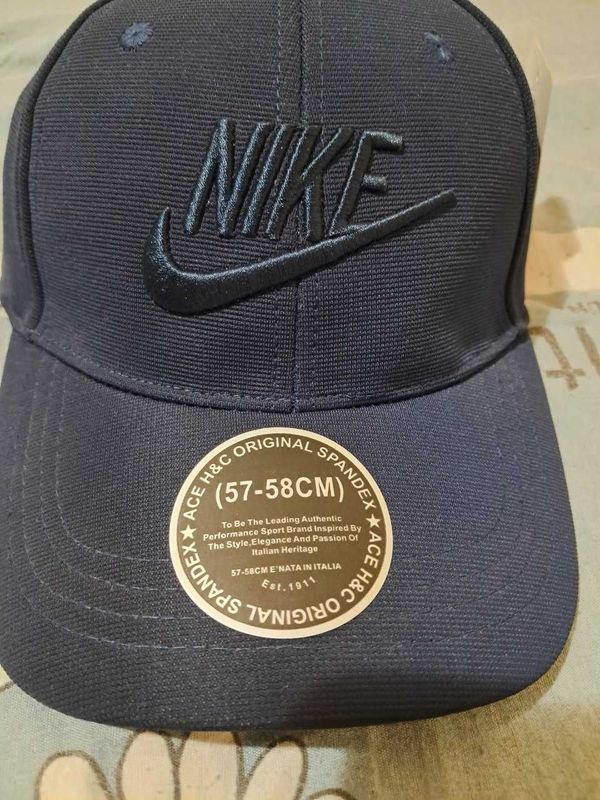 NIKE
ACE H&C ORIGINAL SPANDEX
(57-58CM)
To Be The Leading Authentic
Performance Sport Brand Inspired By
The Style,Elegance And Passion Of
Italian Heritage
57-58CM E'NATA IN ITALIA
Est.1911
ACE H&C ORIGINAL SPANDEX